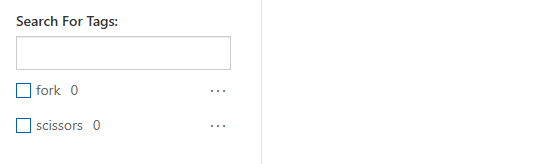 Search For Tags:
fork 0 ...
scissors 0 ...